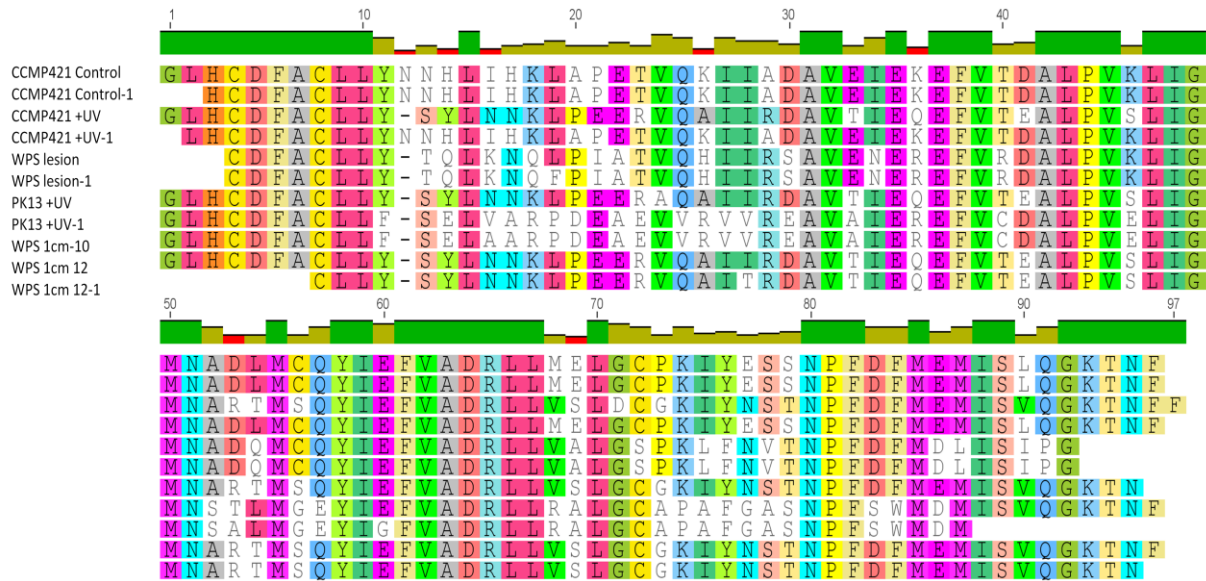 1 10 20 30 40
CCMP421 Control GLHCDFACLLYNNHLIHKLAPETVQKIIADAVEIEKEFVTDALPVKLIG
CCMP421 Control-1 HCDFACLLYNNHLIHKLAPETVQKIIADAVEIEKEFVTDALPVKLIG
CCMP421 +UV GLHCDFACLLY-SYLNNKLPEERVQAIIRDAVTIEQEFVTEALPVSLIG
CCMP421 +UV-1 LHCDFACLLYNNHLIHKLAPETVQKIIADAVEIEKEFVTDALPVKLIG
WPS lesion CDFACLLY-TQLKNQLPIATVQHIIRSAVENEREFVRDALPVKLIG
WPS lesion-1 CDFACLLY-TQLKNQFPIATVQHIIRSAVENEREFVRDALPVKLIG
PK13 +UV GLHCDFACLLY-SYLNNKLPEERAQAIIRDAVTIEQEFVTEALPVSLIG
PK13 +UV-1 GLHCDFACLLF-SELVARPDEAEVVRVVREAVAIEREFVCDALPVELIG
WPS 1cm-10 GLHCDFACLLF-SELAARPDEAEVVRVVREAVAIEREFVCDALPVELIG
WPS 1cm 12 GLHCDFACLLY-SYLNNKLPEERVQAIIRDAVTIEQEFVTEALPVSLIG
WPS 1cm 12-1 CLLY-SYLNNKLPEERVQAITRDAVTIEQEFVTEALPVSLIG
50 60 70 80 90 97
MNADLMCQYIEFVADRLLMELGCPKIYESSNPFDFMEMISLQGKTNF
MNADLMCQYIEFVADRLLMELGCPKIYESSNPFDFMEMISLQGKTNF
MNARTMSQYIEFVADRLLVSLDCGKIYNSTNPFDFMEMISVQGKTNFF
MNADLMCQYIEFVADRLLMELGCPKIYESSNPFDFMEMISLQGKTNF
MNADQMCQYIEFVADRLLVALGSPKLFNVTNPFDFMDLISIPG
MNADQMCQYIEFVADRLLVALGSPKLFNVTNPFDFMDLISIPG
MNARTMSQYIEFVADRLLVSLGCGKIYNSTNPFDFMEMISVQGKTN
MNSTLMGEYIEFVADRLLRALGCAPAFGASNPFSWMDMISVQGKTNF
MNSALMGEYIGFVADRLLRALGCAPAFGASNPFSWMDM
MNARTMSQYIEFVADRLLVSLGCGKIYNSTNPFDFMEMISVQGKTNF
MNARTMSQYIEFVADRLLVSLGCGKIYNSTNPFDFMEMISVQGKTN